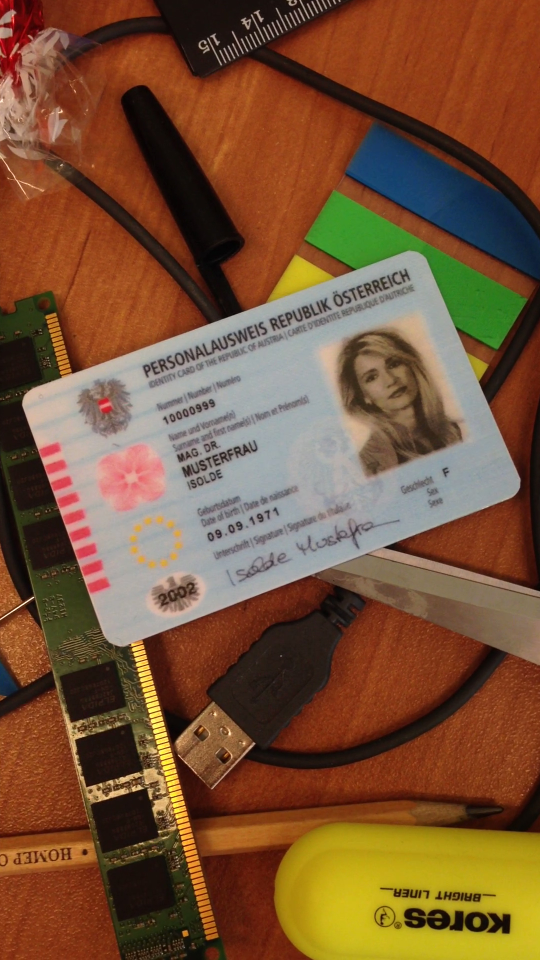 15 14 13
PERSONALAUSWEIS REPUBLIK ÖSTERREICH
IDENTITY CARD OF THE REPUBLIC OF AUSTRIA | CARTE D'IDENTITÉ RÉPUBLIQUE D'AUTRICHE
Nummer | Number | Numéro
10000999
Name und Vorname(n)
Surname and first name(s) | Nom et Prénom(s)
MAG. DR.
MUSTERFRAU
ISOLDE
Geburtsdatum
Date of birth | Date de naissance
09.09.1971
Geschlecht F
Sex
Sexe
Unterschrift | Signature | Signature du titulaire
Isolde Musterfrau
2002
HOMEP
Kores®
BRIGHT LINER